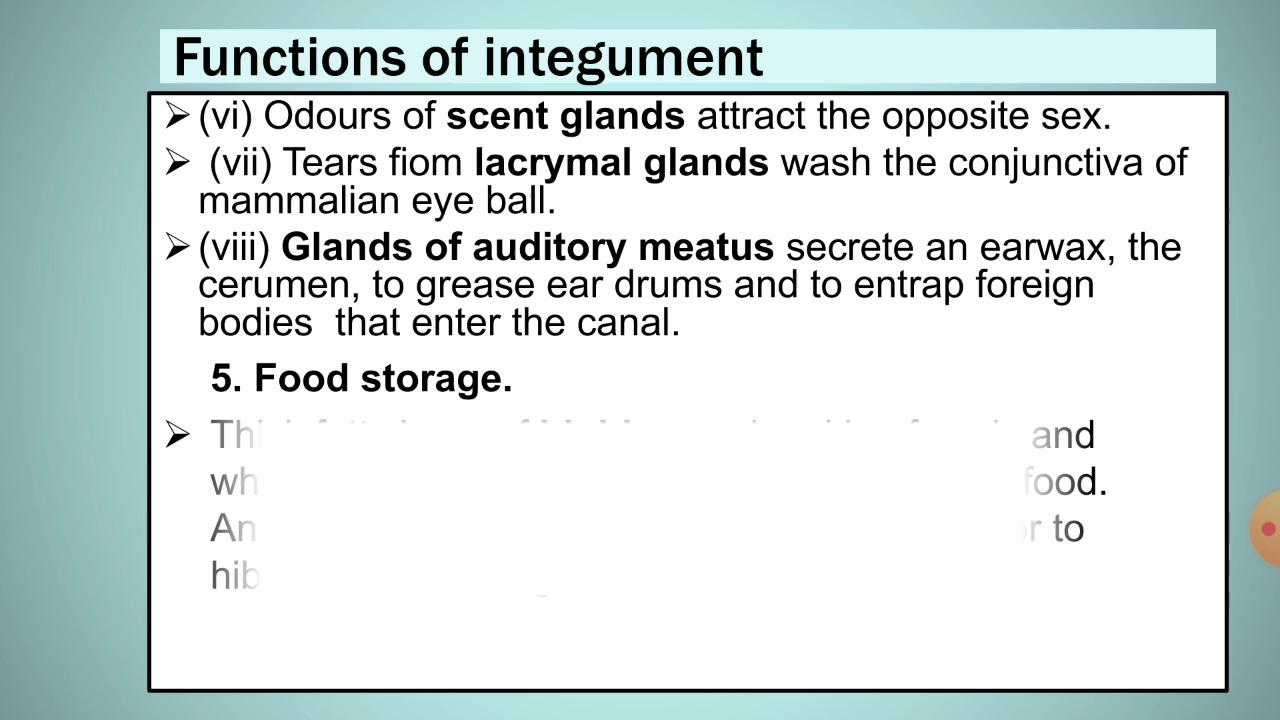 Functions of integument
(vi) Odours of scent glands attract the opposite sex.
(vii) Tears fiom lacrymal glands wash the conjunctiva of
mammalian eye ball.
(viii) Glands of auditory meatus secrete an earwax, the
cerumen, to grease ear drums and to entrap foreign
bodies that enter the canal.
5. Food storage.
and
food.
to